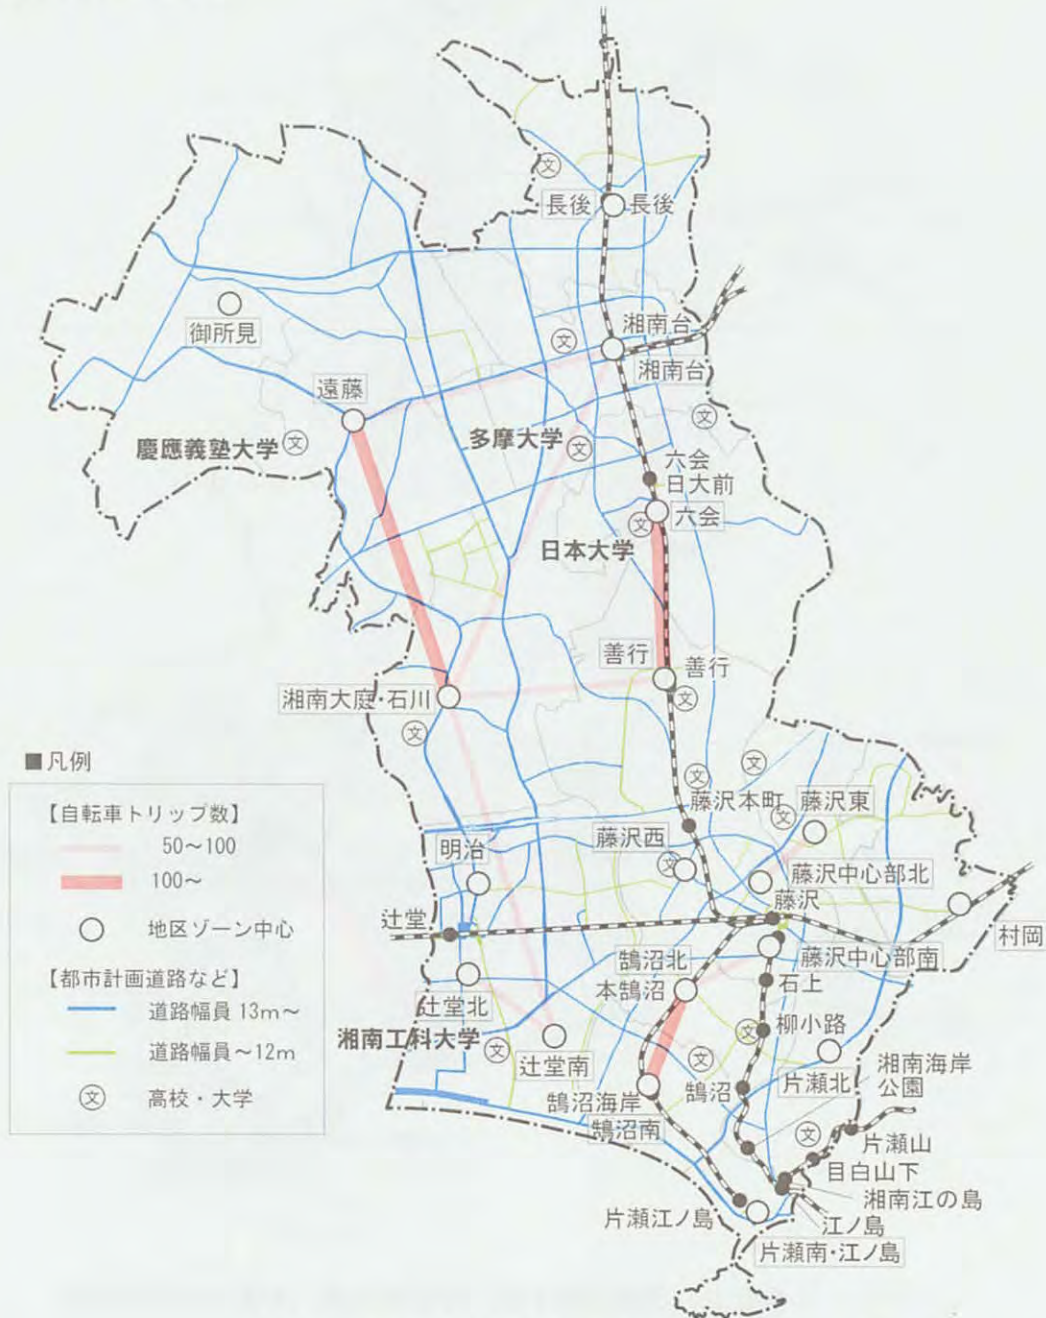 長後
長後
文
御所見
湘南台
文
湘南台
遠藤
文
慶應義塾大学
文
多摩大学
文
六会
日大前
六会
文
日本大学
善行
善行
文
湘南大庭・石川
文
■凡例
【自転車トリップ数】
50～100
100～
地区ゾーン中心
【都市計画道路など】
道路幅員 13m～
道路幅員～12m
文
高校・大学
文
文
藤沢本町
藤沢東
文
明治
藤沢西
文
藤沢中心部北
辻堂
藤沢
村岡
鵠沼北
藤沢中心部南
本鵠沼
石上
辻堂北
柳小路
文
湘南工科大学
文
辻堂南
文
片瀬北
湘南海岸
公園
鵠沼海岸
鵠沼
鵠沼南
文
片瀬山
目白山下
湘南江の島
片瀬江ノ島
江ノ島
片瀬南・江ノ島